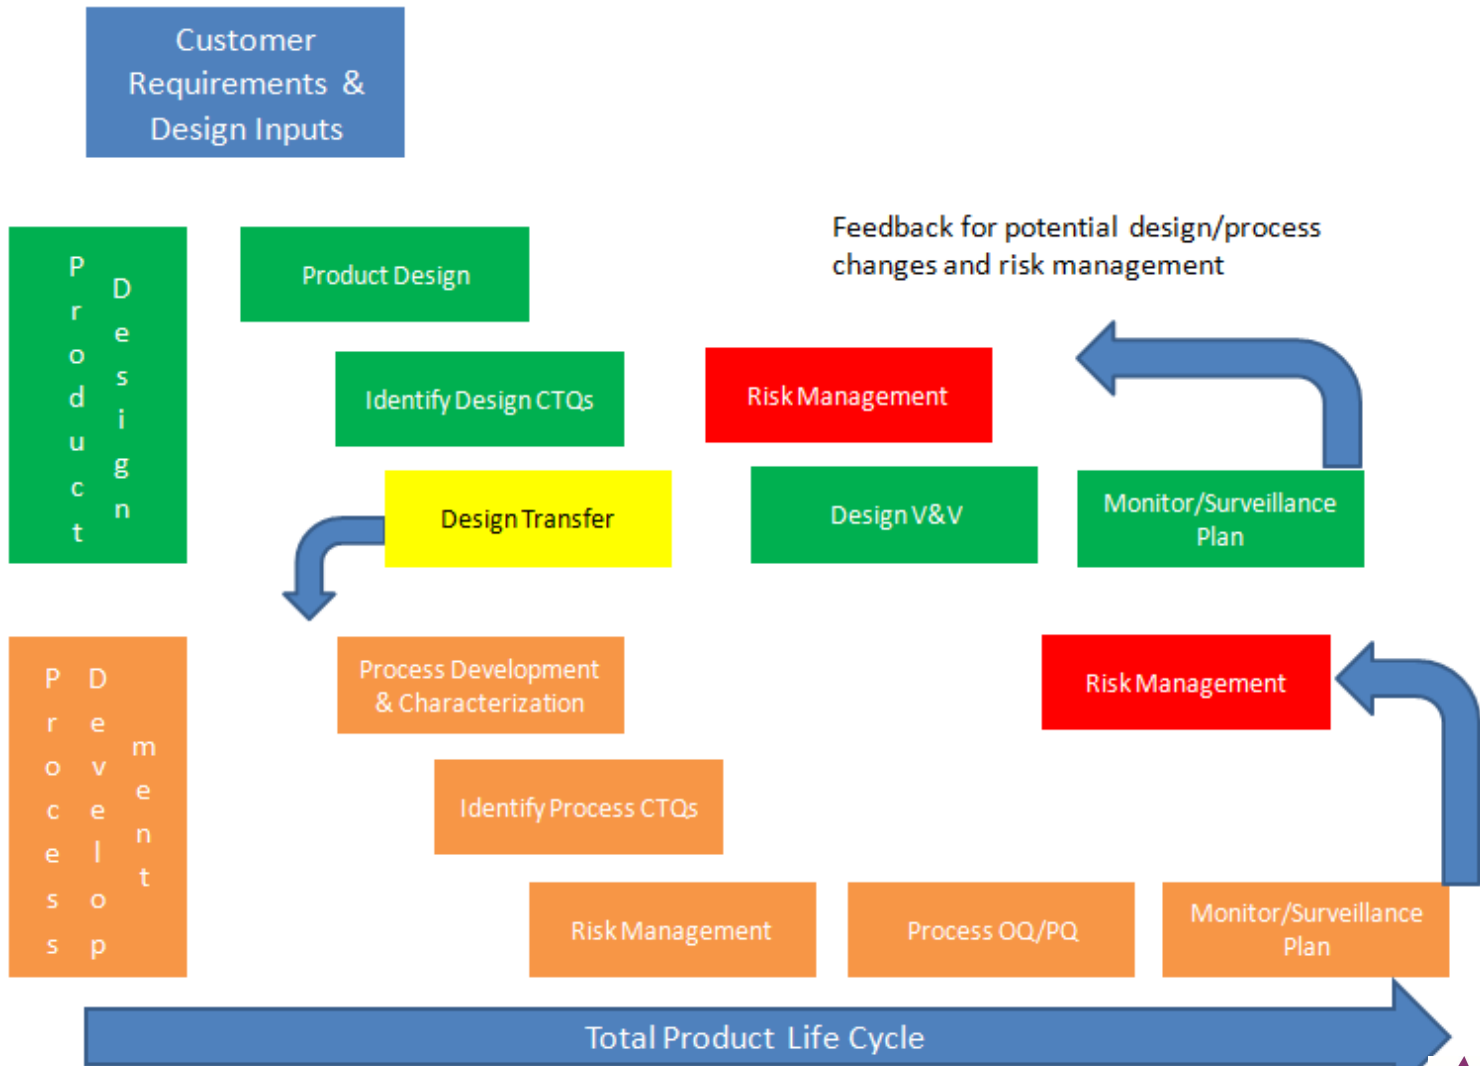 Customer
Requirements &
Design Inputs
Product
Design
Product Design
Feedback for potential design/process
changes and risk management
Identify Design CTQs
Risk Management
Design Transfer
Design V&V
Monitor/Surveillance
Plan
Process
Develop
ment
Process Development
& Characterization
Risk Management
Identify Process CTQs
Risk Management
Process OQ/PQ
Monitor/Surveillance
Plan
Total Product Life Cycle